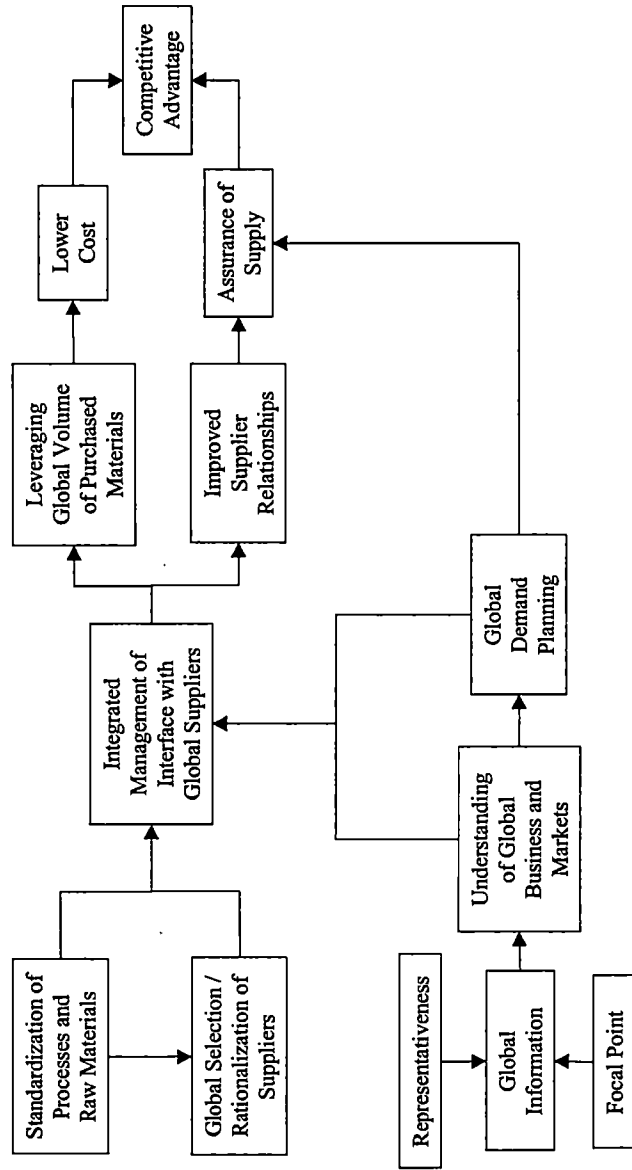 Standardization of
Processes and
Raw Materials
Global Selection /
Rationalization of
Suppliers
Integrated
Management of
Interface with
Global Suppliers
Leveraging
Global Volume
of Purchased
Materials
Lower
Cost
Improved
Supplier
Relationships
Assurance of
Supply
Competitive
Advantage
Representativeness
Global
Information
Focal Point
Understanding
of Global
Business and
Markets
Global
Demand
Planning